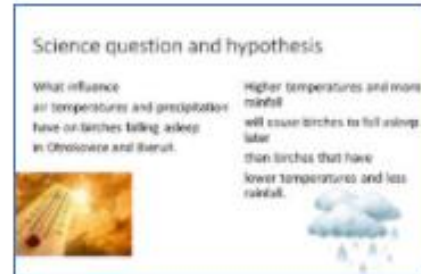 Science question and hypothesis
What influence
air temperatures and precipitation
have on birches falling asleep
in Otrokovice and
Higher temperatures and more
rainfall
will cause birches to fall asleep
later
than birches that have
lower temperatures and less
rainfall.